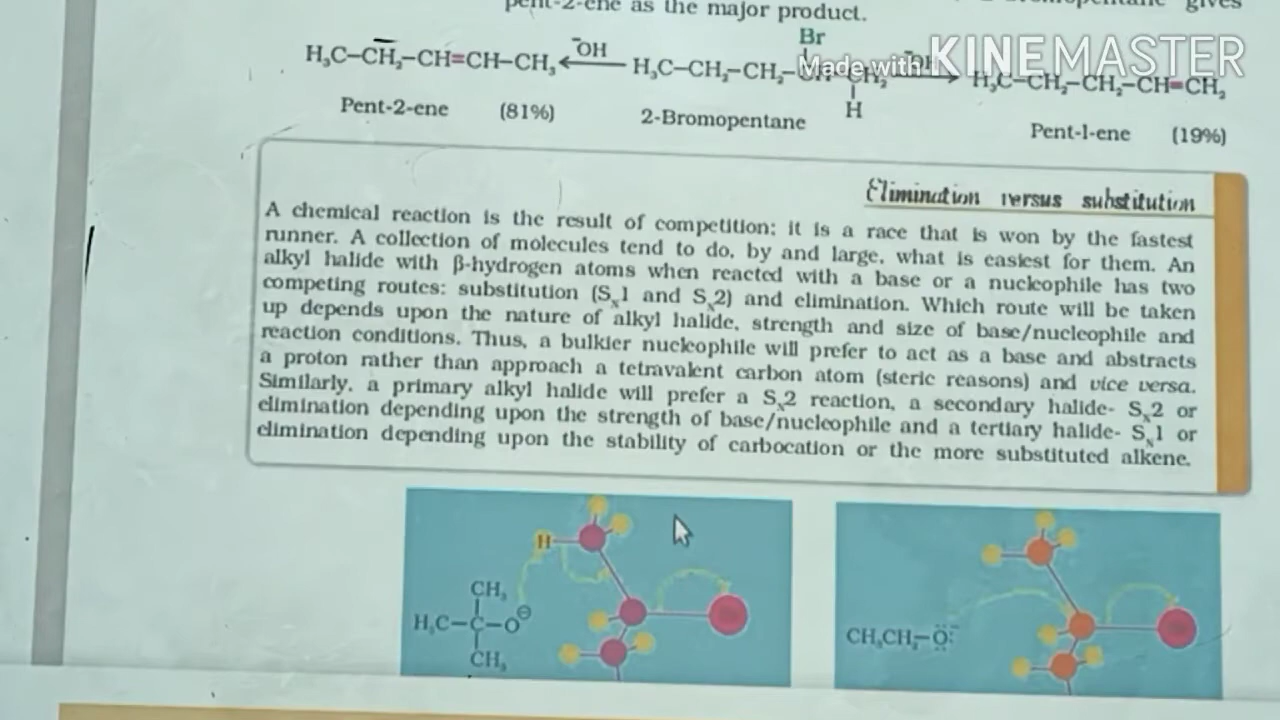 pent-2-ene as the major product.
gives
Br
H₃C–CH₂–CH=CH–CH₃ ⁻OH H₃C–CH₂–CH₂– CH₂ H₃C–CH₂–CH₂–CH=CH₂
H
Pent-2-ene (81%) 2-Bromopentane Pent-1-ene (19%)
Made with KINEMASTER
Elimination versus substitution
A chemical reaction is the result of competition; it is a race that is won by the fastest
runner. A collection of molecules tend to do, by and large, what is easiest for them. An
alkyl halide with β-hydrogen atoms when reacted with a base or a nucleophile has two
competing routes: substitution (Sₙ1 and Sₙ2) and elimination. Which route will be taken
up depends upon the nature of alkyl halide, strength and size of base/nucleophile and
reaction conditions. Thus, a bulkier nucleophile will prefer to act as a base and abstracts
a proton rather than approach a tetravalent carbon atom (steric reasons) and vice versa.
Similarly, a primary alkyl halide will prefer a Sₙ2 reaction, a secondary halide- Sₙ2 or
elimination depending upon the strength of base/nucleophile and a tertiary halide- Sₙ1 or
elimination depending upon the stability of carbocation or the more substituted alkene.
H
CH₃
H₃C–C–O⊖
CH₃
CH₃CH₂–Ö:⁻